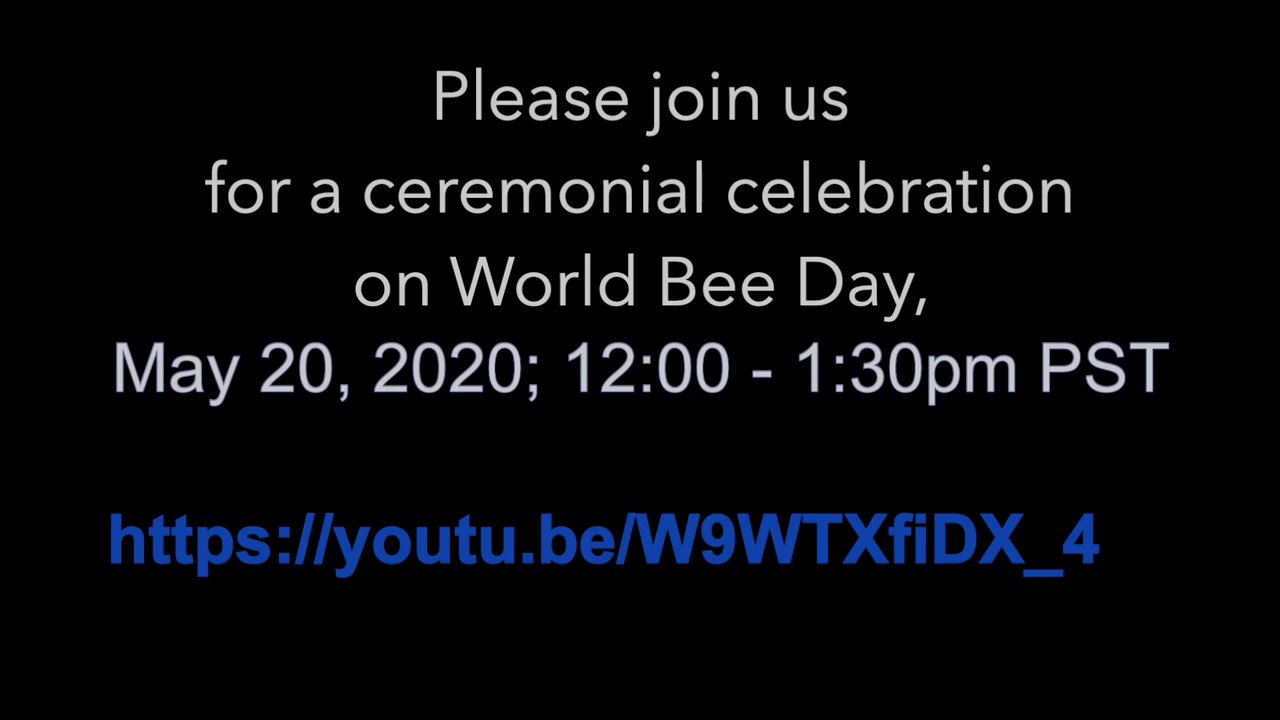 Please join us
for a ceremonial celebration
on World Bee Day,
May 20, 2020; 12:00 - 1:30pm PST
https://youtu.be/W9WTXfiDX_4